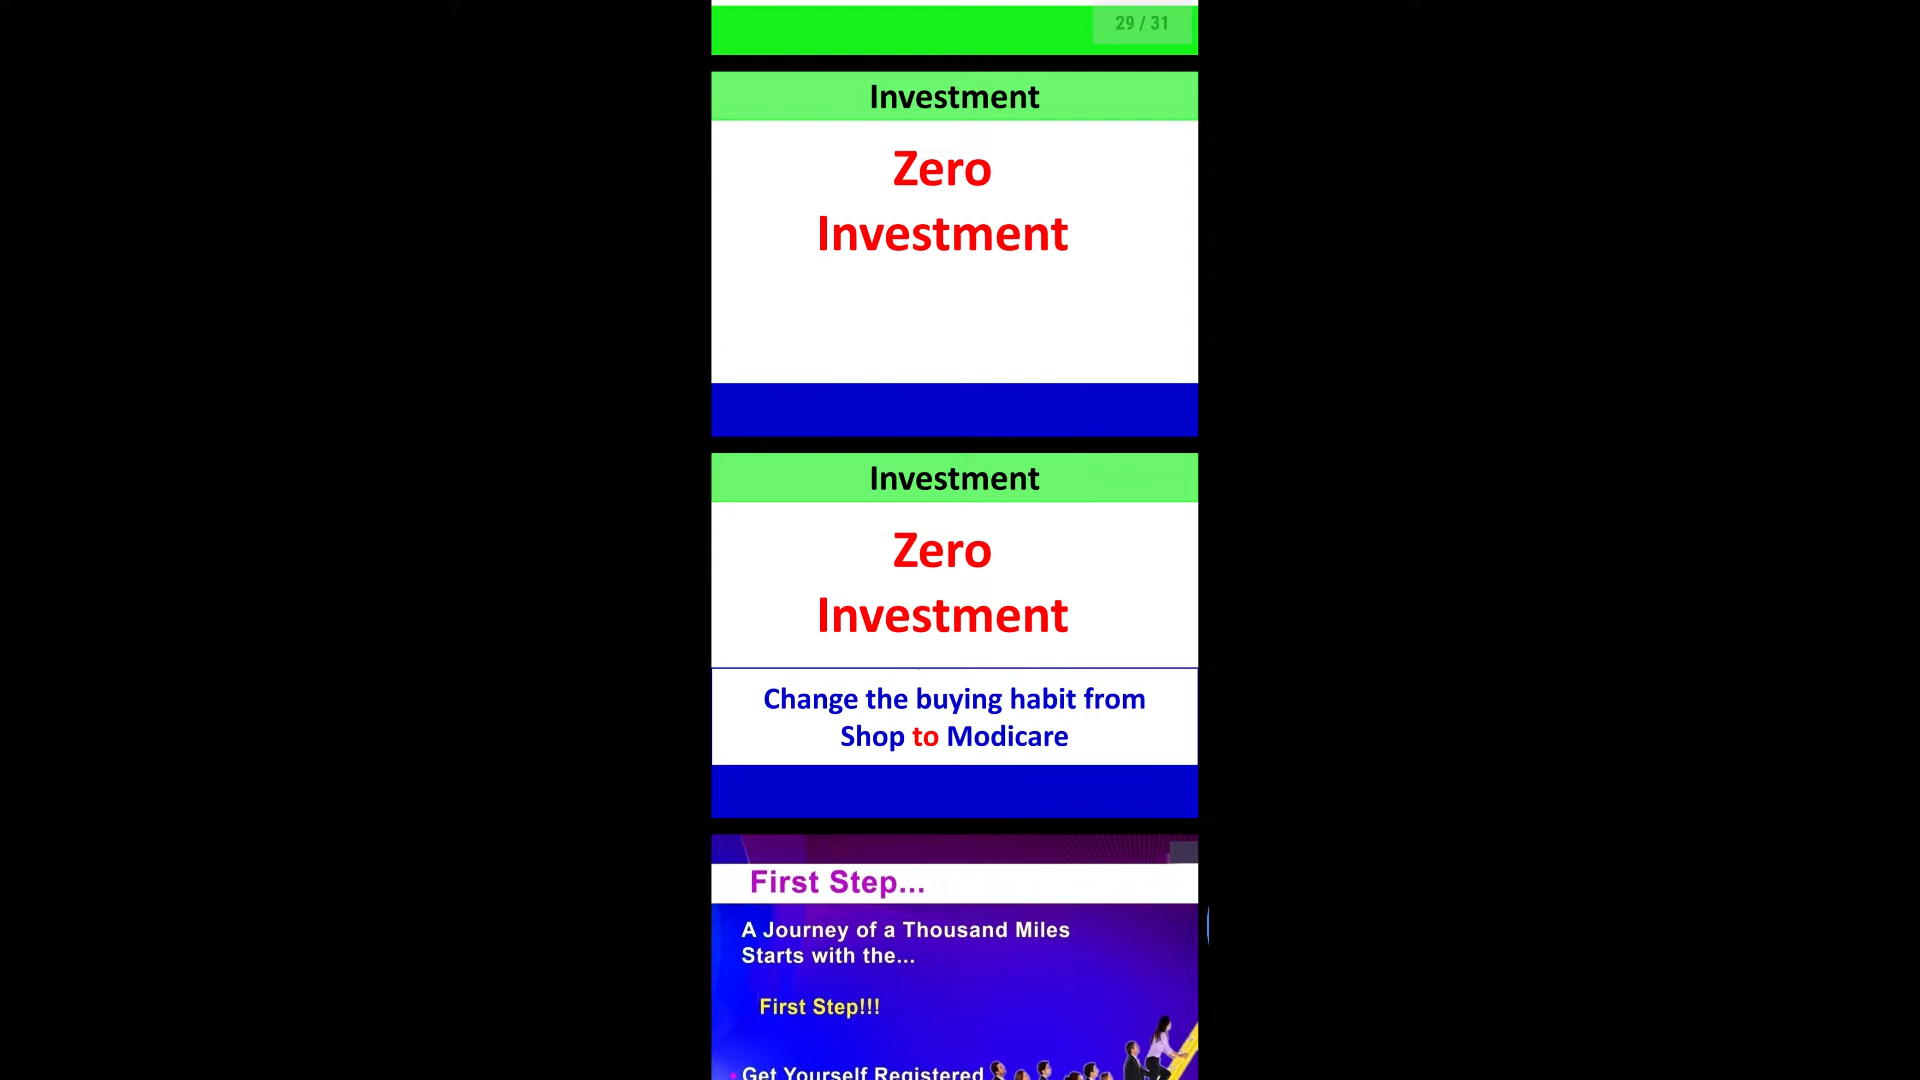 29 / 31
Investment
Zero
Investment
Investment
Zero
Investment
Change the buying habit from
Shop to Modicare
First Step...
A Journey of a Thousand Miles
Starts with the...
First Step!!!
Get Yourself Registered